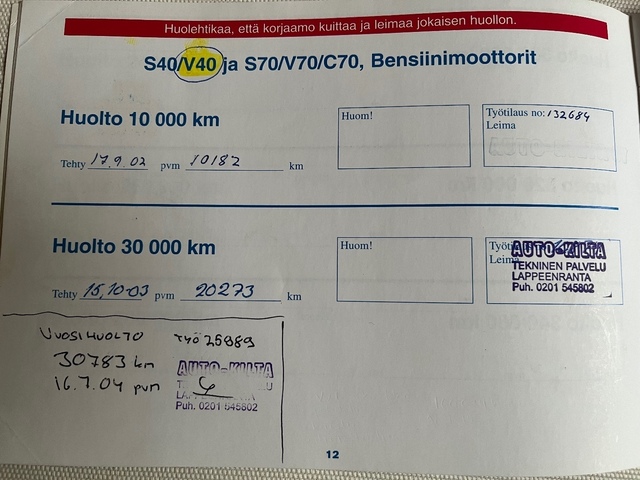 Huolehtikaa, että korjaamo kuittaa ja leimaa jokaisen huollon.
S40/V40 ja S70/V70/C70, Bensiinimoottorit
Huolto 10 000 km
Tehty 17.9.02 pvm 10182 km
Huom!
Työtilaus no: 132684
Leima
Huolto 30 000 km
Tehty 15,10-03 pvm 20273 km
Huom!
Leima
AUTO-KILTA
TEKNINEN PALVELU
LAPPEENRANTA
Puh. 0201 545802
VUOSIHUOLTO TYÖ 25989
30783 km
16.7.04 pvm
AUTO-KILTA
Puh. 0201 545802
12